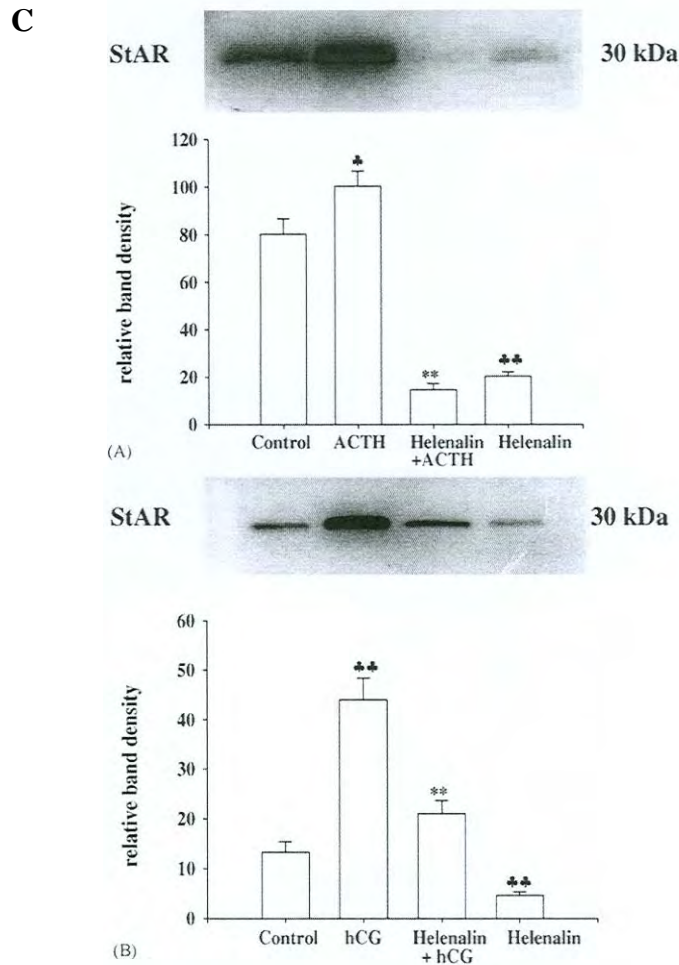 C
StAR 30 kDa
120
100
80
60
40
20
0
relative band density
♣
**
♣♣
Control ACTH Helenalin Helenalin
+ACTH
(A)
StAR 30 kDa
60
50
40
30
20
10
0
relative band density
♣♣
**
♣♣
Control hCG Helenalin Helenalin
+ hCG
(B)